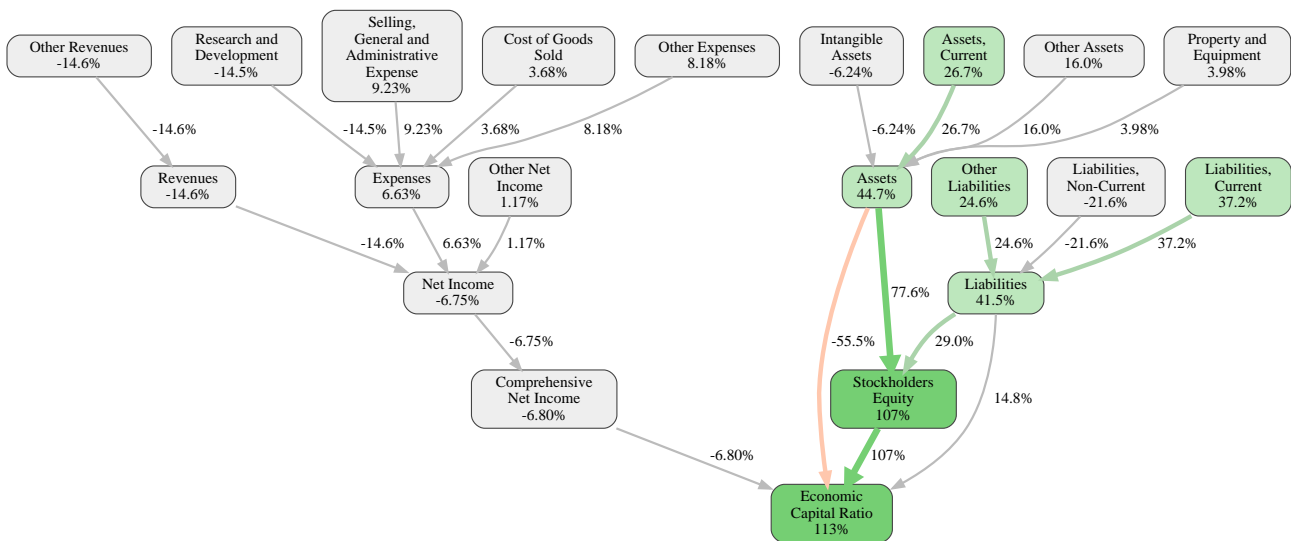 Other Revenues
-14.6%
Research and
Development
-14.5%
Selling,
General and
Administrative
Expense
9.23%
Cost of Goods
Sold
3.68%
Other Expenses
8.18%
Intangible
Assets
-6.24%
Assets,
Current
26.7%
Other Assets
16.0%
Property and
Equipment
3.98%
-14.6%
-14.5%
9.23%
3.68%
8.18%
-6.24%
26.7%
16.0%
3.98%
Revenues
-14.6%
Expenses
6.63%
Other Net
Income
1.17%
Assets
44.7%
Other
Liabilities
24.6%
Liabilities,
Non-Current
-21.6%
Liabilities,
Current
37.2%
-14.6%
6.63%
1.17%
24.6%
-21.6%
37.2%
Net Income
-6.75%
77.6%
Liabilities
41.5%
-6.75%
-55.5%
29.0%
Comprehensive
Net Income
-6.80%
Stockholders
Equity
107%
14.8%
-6.80%
107%
Economic
Capital Ratio
113%